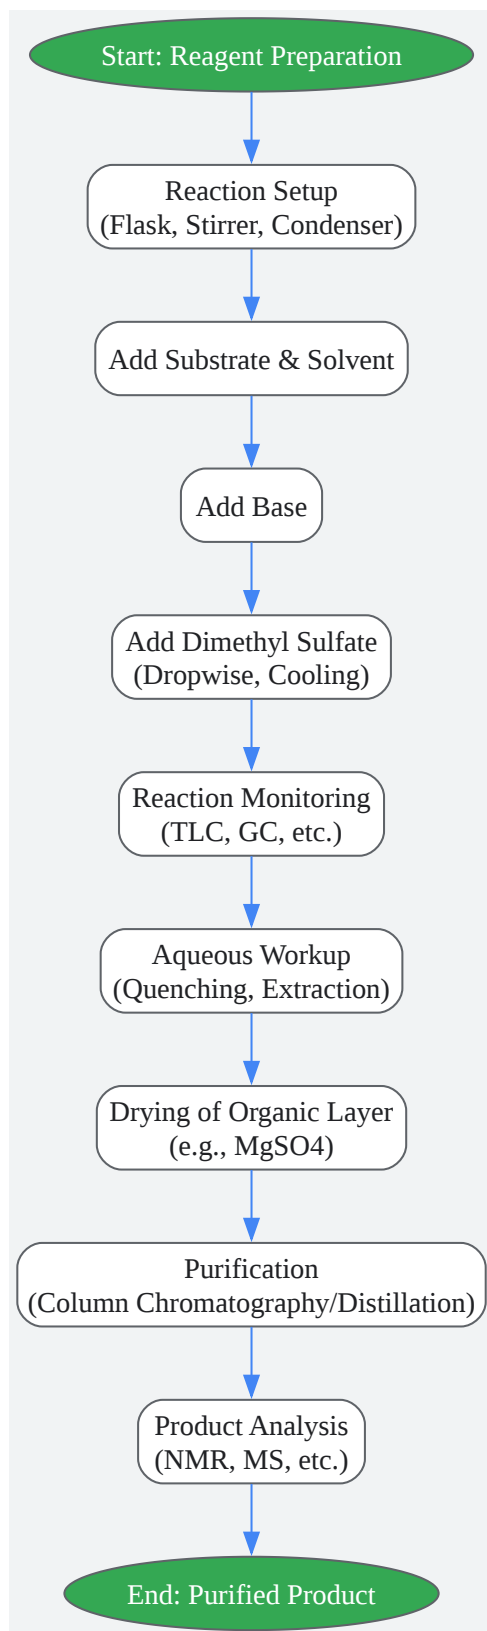 Start: Reagent Preparation
Reaction Setup
(Flask, Stirrer, Condenser)
Add Substrate & Solvent
Add Base
Add Dimethyl Sulfate
(Dropwise, Cooling)
Reaction Monitoring
(TLC, GC, etc.)
Aqueous Workup
(Quenching, Extraction)
Drying of Organic Layer
(e.g., MgSO4)
Purification
(Column Chromatography/Distillation)
Product Analysis
(NMR, MS, etc.)
End: Purified Product